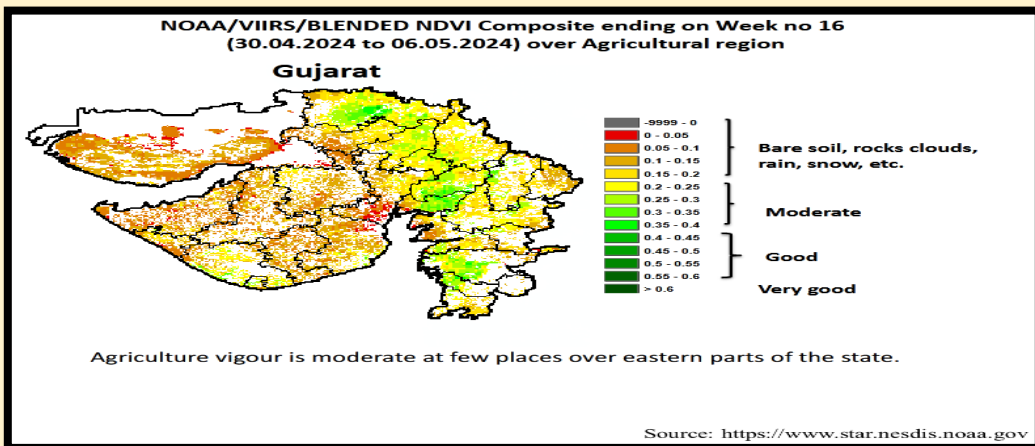 NOAA/VIIRS/BLENDED NDVI Composite ending on Week no 16
(30.04.2024 to 06.05.2024) over Agricultural region
Gujarat
-9999 - 0
0 - 0.05
0.05 - 0.1
0.1 - 0.15
0.15 - 0.2
0.2 - 0.25
0.25 - 0.3
0.3 - 0.35
0.35 - 0.4
0.4 - 0.45
0.45 - 0.5
0.5 - 0.55
0.55 - 0.6
> 0.6
Bare soil, rocks clouds,
rain, snow, etc.
Moderate
Good
Very good
Agriculture vigour is moderate at few places over eastern parts of the state.
Source: https://www.star.nesdis.noaa.gov